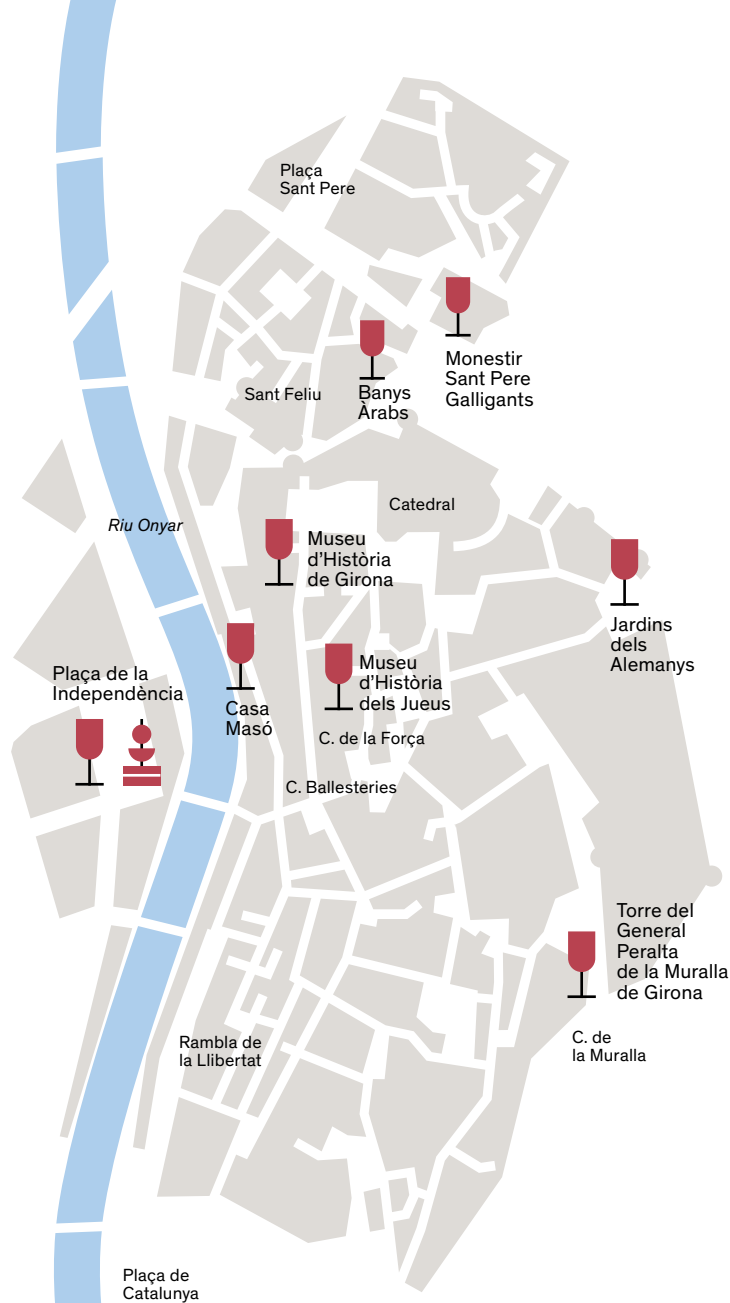 Plaça
Sant Pere
Monestir
Sant Pere
Galligants
Sant Feliu
Banys
Àrabs
Catedral
Riu Onyar
Museu
d'Història
de Girona
Jardins
dels
Alemanys
Plaça de la
Independència
Museu
d'Història
dels Jueus
Casa
Masó
C. de la Força
C. Ballesteries
Torre del
General
Peralta
de la Muralla
de Girona
Rambla de
la Llibertat
C. de
la Muralla
Plaça de
Catalunya